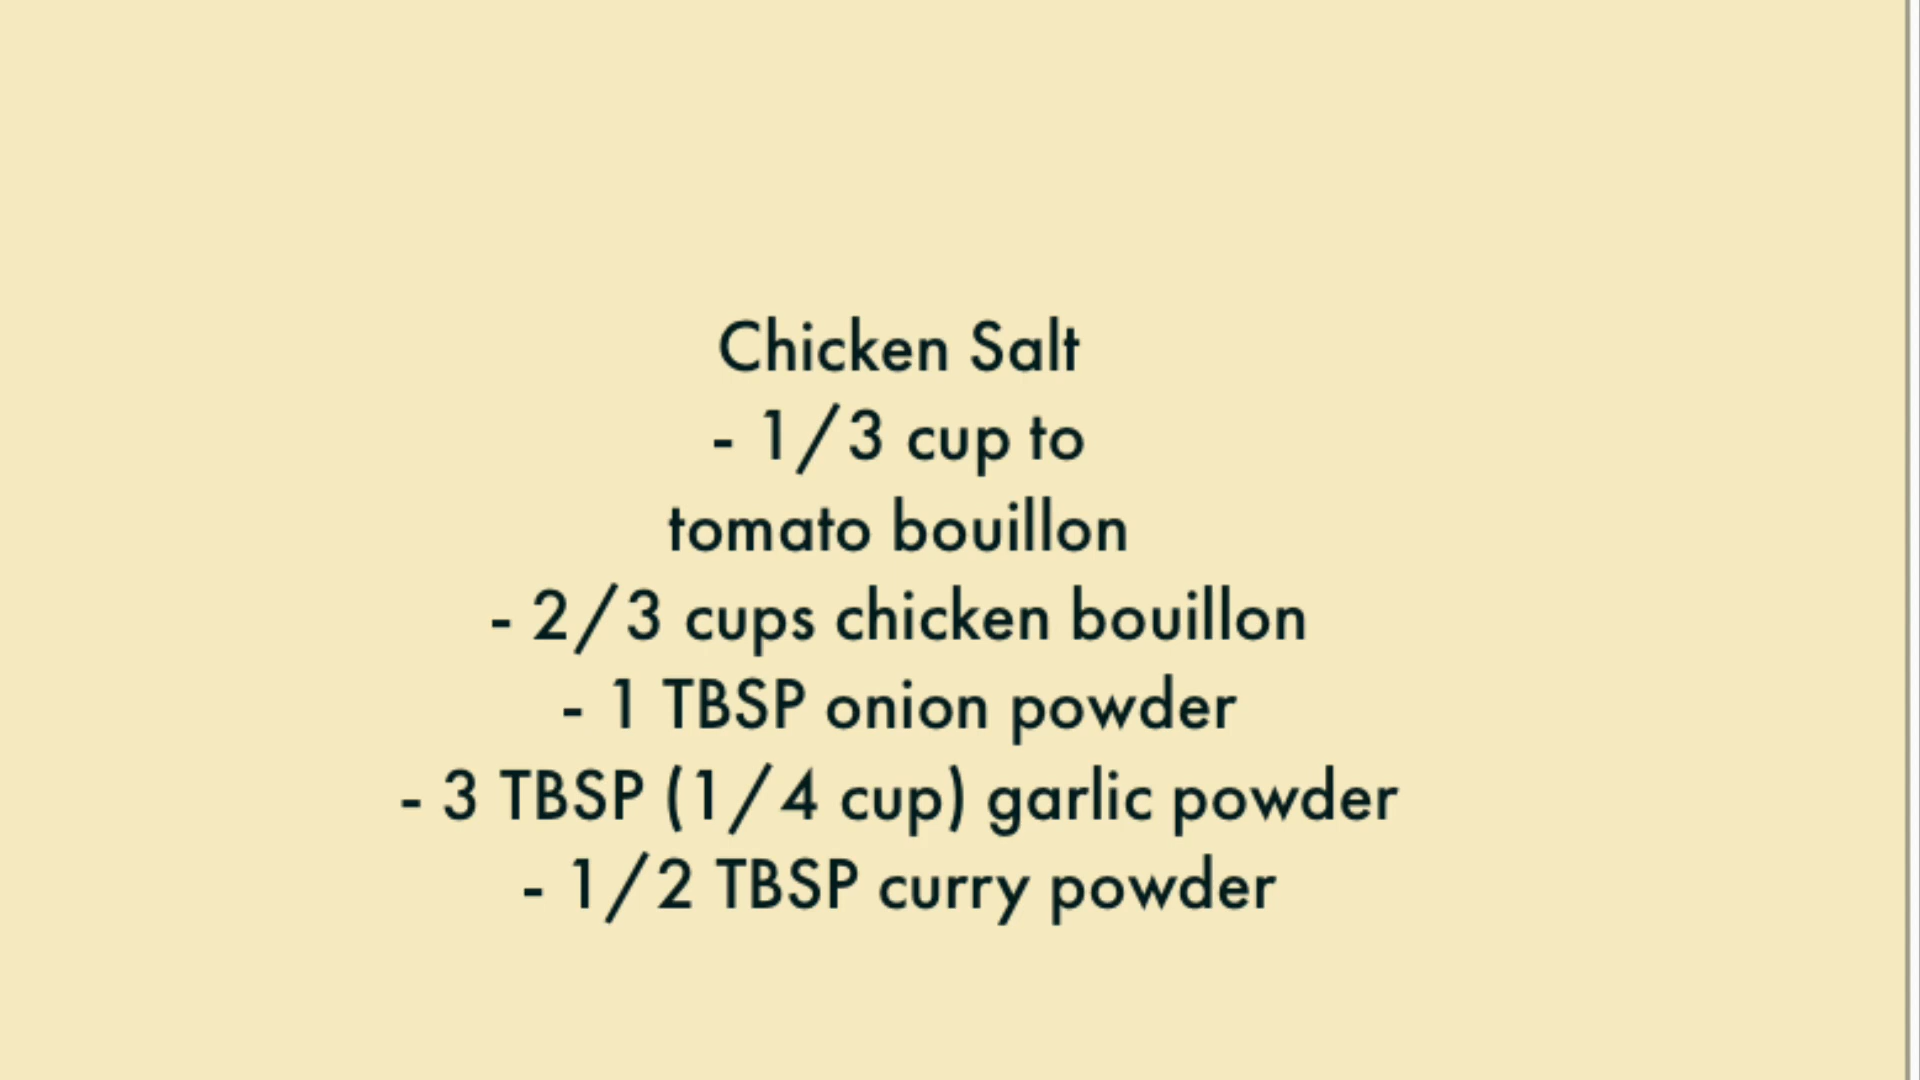 Chicken Salt
- 1/3 cup to
tomato bouillon
- 2/3 cups chicken bouillon
- 1 TBSP onion powder
- 3 TBSP (1/4 cup) garlic powder
- 1/2 TBSP curry powder